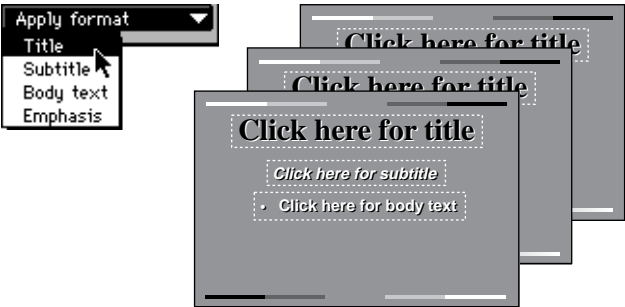 Apply format
Title
Subtitle
Body text
Emphasis
Click here for title
Click here for title
Click here for title
Click here for subtitle
• Click here for body text